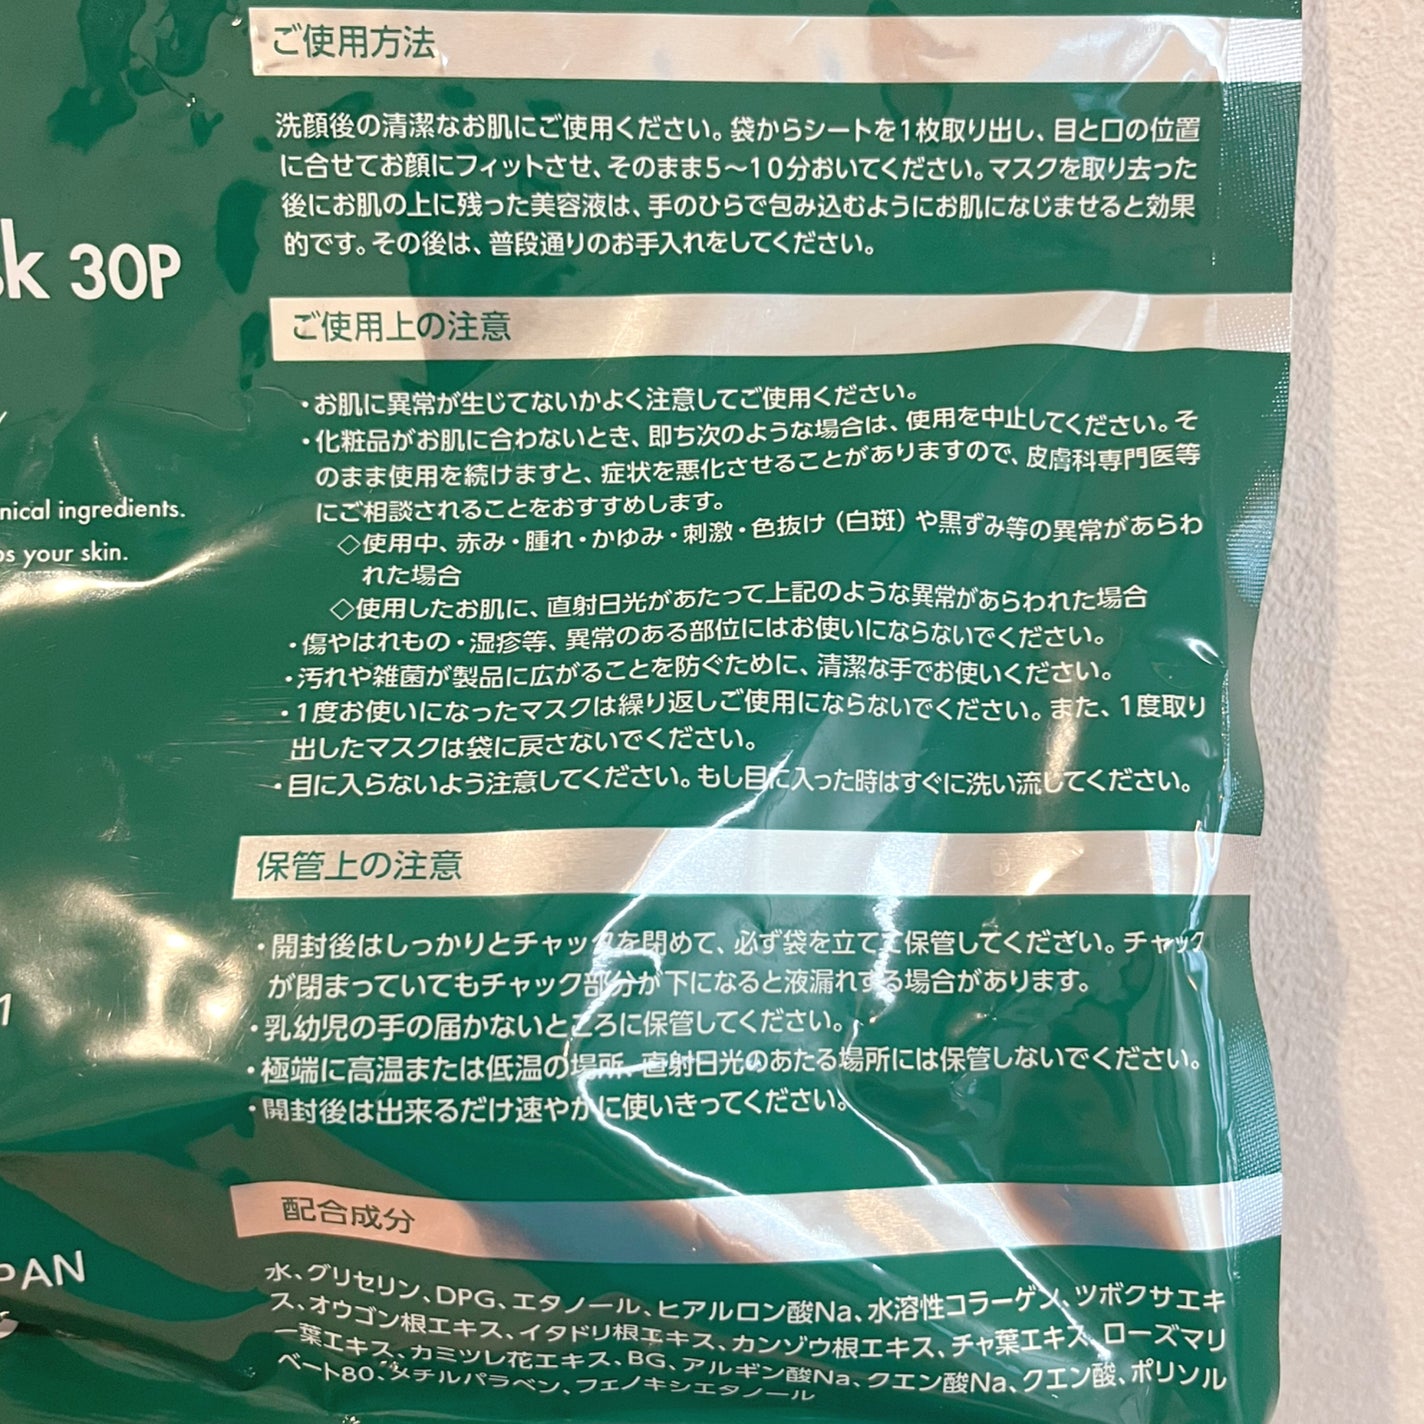 ご使用方法
洗顔後の清潔なお肌にご使用ください。袋からシートを1枚取り出し、目と口の位置
に合せてお顔にフィットさせ、そのまま5〜10分おいてください。マスクを取り去った
後にお肌の上に残った美容液は、手のひらで包み込むようにお肌になじませると効果
的です。その後は、普段通りのお手入れをしてください。
k 30P
ご使用上の注意
・お肌に異常が生じてないかよく注意してご使用ください。
・化粧品がお肌に合わないとき、即ち次のような場合は、使用を中止してください。そ
のまま使用を続けますと、症状を悪化させることがありますので、皮膚科専門医等
にご相談されることをおすすめします。
◇使用中、赤み・腫れ・かゆみ・刺激・色抜け（白斑）や黒ずみ等の異常があらわ
れた場合
◇使用したお肌に、直射日光があたって上記のような異常があらわれた場合
・傷やはれもの・湿疹等、異常のある部位にはお使いにならないでください。
・汚れや雑菌が製品に広がることを防ぐために、清潔な手でお使いください。
・1度お使いになったマスクは繰り返しご使用にならないでください。また、1度取り
出したマスクは袋に戻さないでください。
・目に入らないよう注意してください。もし目に入った時はすぐに洗い流してください。
nical ingredients.
ps your skin.
保管上の注意
・開封後はしっかりとチャックを閉めて、必ず袋を立てて保管してください。チャック
が閉まっていてもチャック部分が下になると液漏れする場合があります。
・乳幼児の手の届かないところに保管してください。
・極端に高温または低温の場所、直射日光のあたる場所には保管しないでください。
・開封後は出来るだけ速やかに使いきってください。
1
配合成分
水、グリセリン、DPG、エタノール、ヒアルロン酸Na、水溶性コラーゲン、ツボクサエキ
ス、オウゴン根エキス、イタドリ根エキス、カンゾウ根エキス、チャ葉エキス、ローズマリ
ー葉エキス、カミツレ花エキス、BG、アルギン酸Na、クエン酸Na、クエン酸、ポリソル
ベート80、メチルパラベン、フェノキシエタノール
PAN